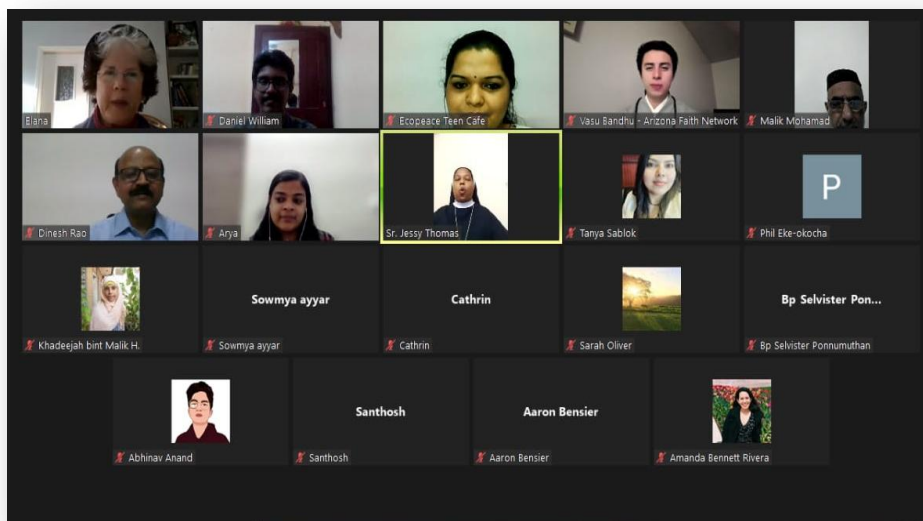 Elana
Daniel William
Ecopeace Teen Cafe
Vasu Bandhu - Arizona Faith Network
Malik Mohamad
Dinesh Rao
Arya
Sr. Jessy Thomas
Tanya Sablok
P
Phil Eke-okocha
Khadeejah bint Malik H.
Sowmya ayyar
Sowmya ayyar
Cathrin
Cathrin
Sarah Oliver
Bp Selvister Pon...
Bp Selvister Ponnumuthan
Abhinav Anand
Santhosh
Santhosh
Aaron Bensier
Aaron Bensier
Amanda Bennett Rivera